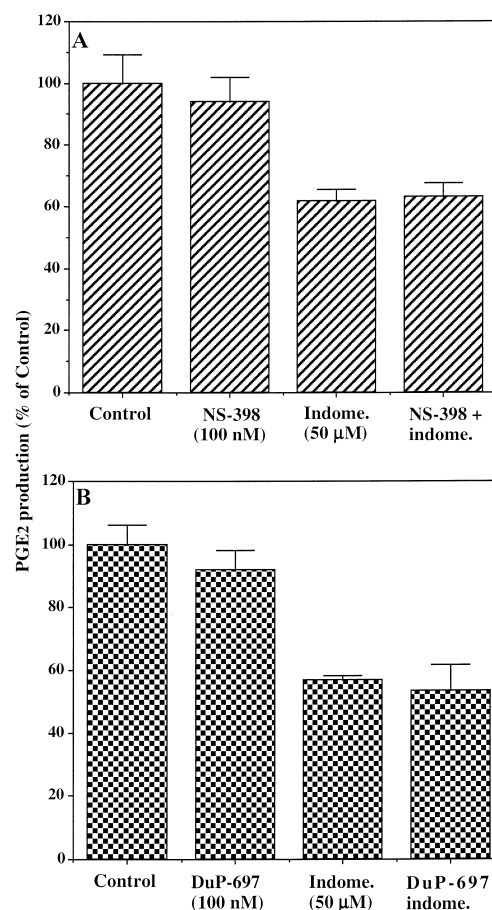 PGE2 production (% of Control)
A
120
100
80
60
40
20
0
Control
NS-398
(100 nM)
Indome.
(50 µM)
NS-398 +
indome.
B
120
100
80
60
40
20
0
Control
DuP-697
(100 nM)
Indome.
(50 µM)
DuP-697
indome.